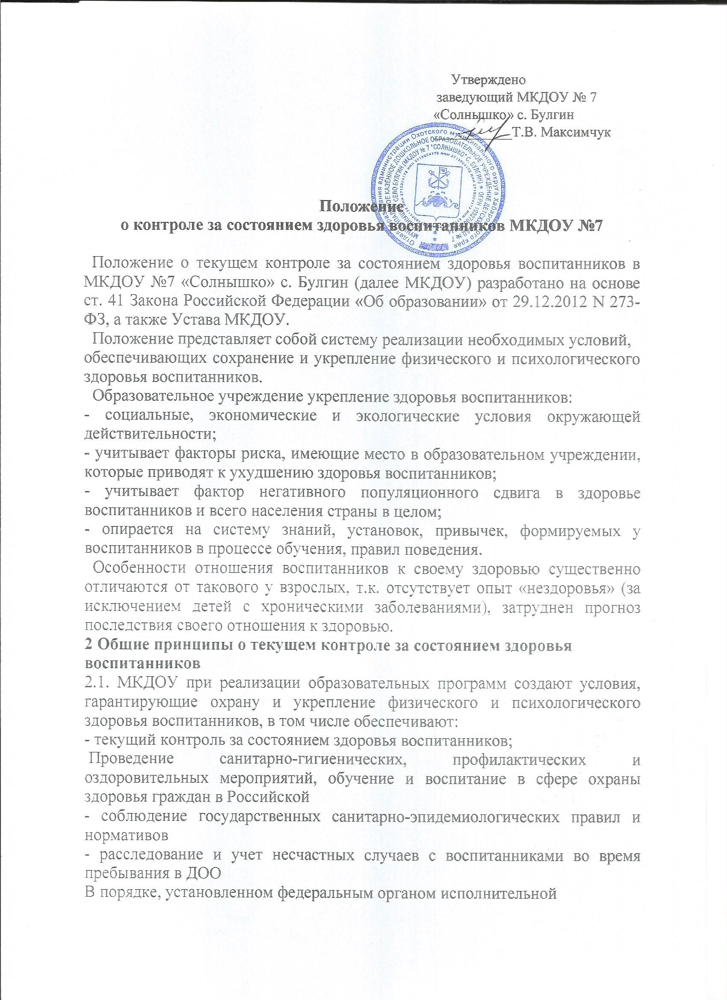 Утверждено
заведующий МКДОУ № 7
«Солнышко» с. Булгин
Т.В. Максимчук
Положение
о контроле за состоянием здоровья воспитанников МКДОУ №7
Положение о текущем контроле за состоянием здоровья воспитанников в
МКДОУ №7 «Солнышко» с. Булгин (далее МКДОУ) разработано на основе
ст. 41 Закона Российской Федерации «Об образовании» от 29.12.2012 N 273-
ФЗ, а также Устава МКДОУ.
Положение представляет собой систему реализации необходимых условий,
обеспечивающих сохранение и укрепление физического и психологического
здоровья воспитанников.
Образовательное учреждение укрепление здоровья воспитанников:
- социальные, экономические и экологические условия окружающей
действительности;
- учитывает факторы риска, имеющие место в образовательном учреждении,
которые приводят к ухудшению здоровья воспитанников;
- учитывает фактор негативного популяционного сдвига в здоровье
воспитанников и всего населения страны в целом;
- опирается на систему знаний, установок, привычек, формируемых у
воспитанников в процессе обучения, правил поведения.
Особенности отношения воспитанников к своему здоровью существенно
отличаются от такового у взрослых, т.к. отсутствует опыт «нездоровья» (за
исключением детей с хроническими заболеваниями), затруднен прогноз
последствия своего отношения к здоровью.
2 Общие принципы о текущем контроле за состоянием здоровья
воспитанников
2.1. МКДОУ при реализации образовательных программ создают условия,
гарантирующие охрану и укрепление физического и психологического
здоровья воспитанников, в том числе обеспечивают:
- текущий контроль за состоянием здоровья воспитанников;
Проведение санитарно-гигиенических, профилактических и
оздоровительных мероприятий, обучение и воспитание в сфере охраны
здоровья граждан в Российской
- соблюдение государственных санитарно-эпидемиологических правил и
нормативов
- расследование и учет несчастных случаев с воспитанниками во время
пребывания в ДОО
В порядке, установленном федеральным органом исполнительной
Отдел образования администрации Охотского муниципального округа Хабаровского края
МУНИЦИПАЛЬНОЕ КАЗЁННОЕ ДОШКОЛЬНОЕ ОБРАЗОВАТЕЛЬНОЕ УЧРЕЖДЕНИЕ ДЕТСКИЙ САД № 7
СЕЛО БУЛГИН (МКДОУ № 7 "СОЛНЫШКО" С. БУЛГИН) * ОГРН
ИНН 2715004173 ИНН 2715004173 ИНН 2715004173